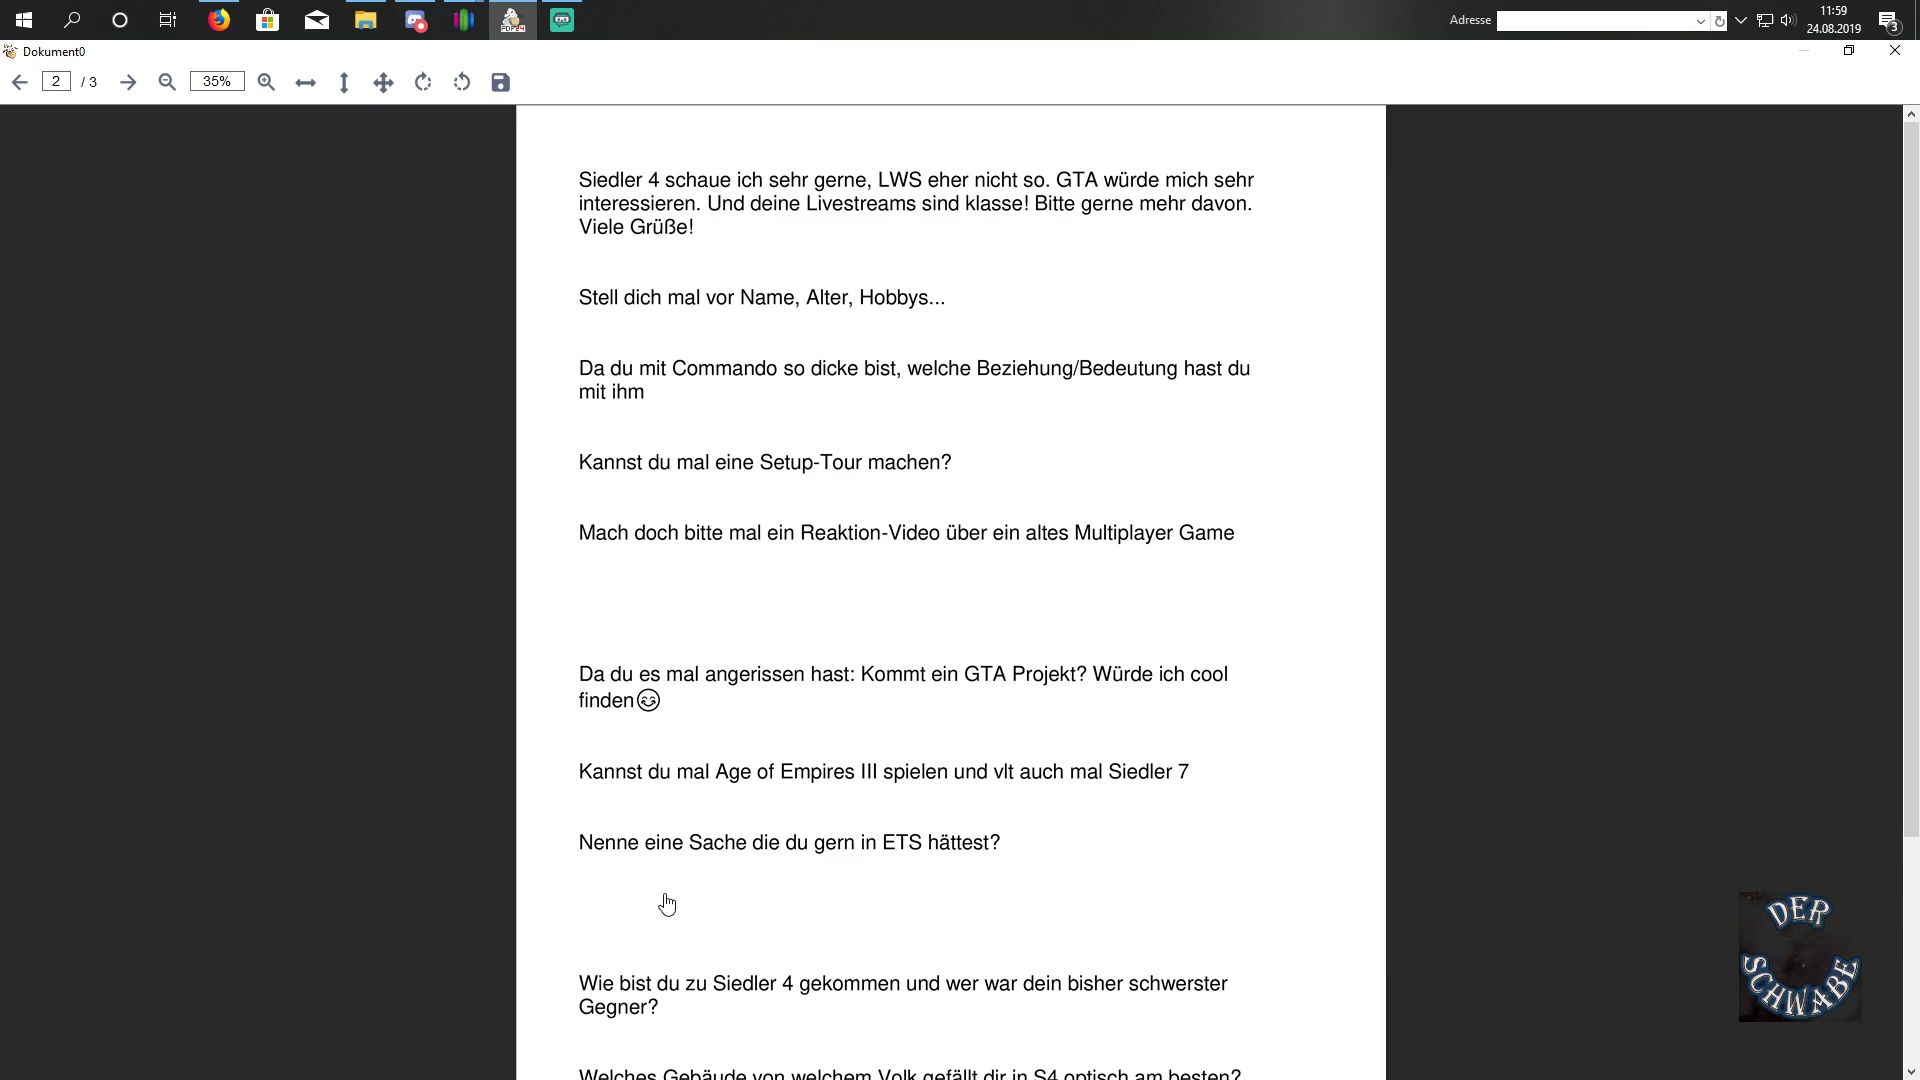 Adresse
11:59
24.08.2019
3
Dokument0
2 / 3
35%
Siedler 4 schaue ich sehr gerne, LWS eher nicht so. GTA würde mich sehr
interessieren. Und deine Livestreams sind klasse! Bitte gerne mehr davon.
Viele Grüße!
Stell dich mal vor Name, Alter, Hobbys...
Da du mit Commando so dicke bist, welche Beziehung/Bedeutung hast du
mit ihm
Kannst du mal eine Setup-Tour machen?
Mach doch bitte mal ein Reaktion-Video über ein altes Multiplayer Game
Da du es mal angerissen hast: Kommt ein GTA Projekt? Würde ich cool
finden😊
Kannst du mal Age of Empires III spielen und vlt auch mal Siedler 7
Nenne eine Sache die du gern in ETS hättest?
Wie bist du zu Siedler 4 gekommen und wer war dein bisher schwerster
Gegner?
Welches Gebäude von welchem Volk gefällt dir in S4 optisch am besten?
DER
SCHWABE